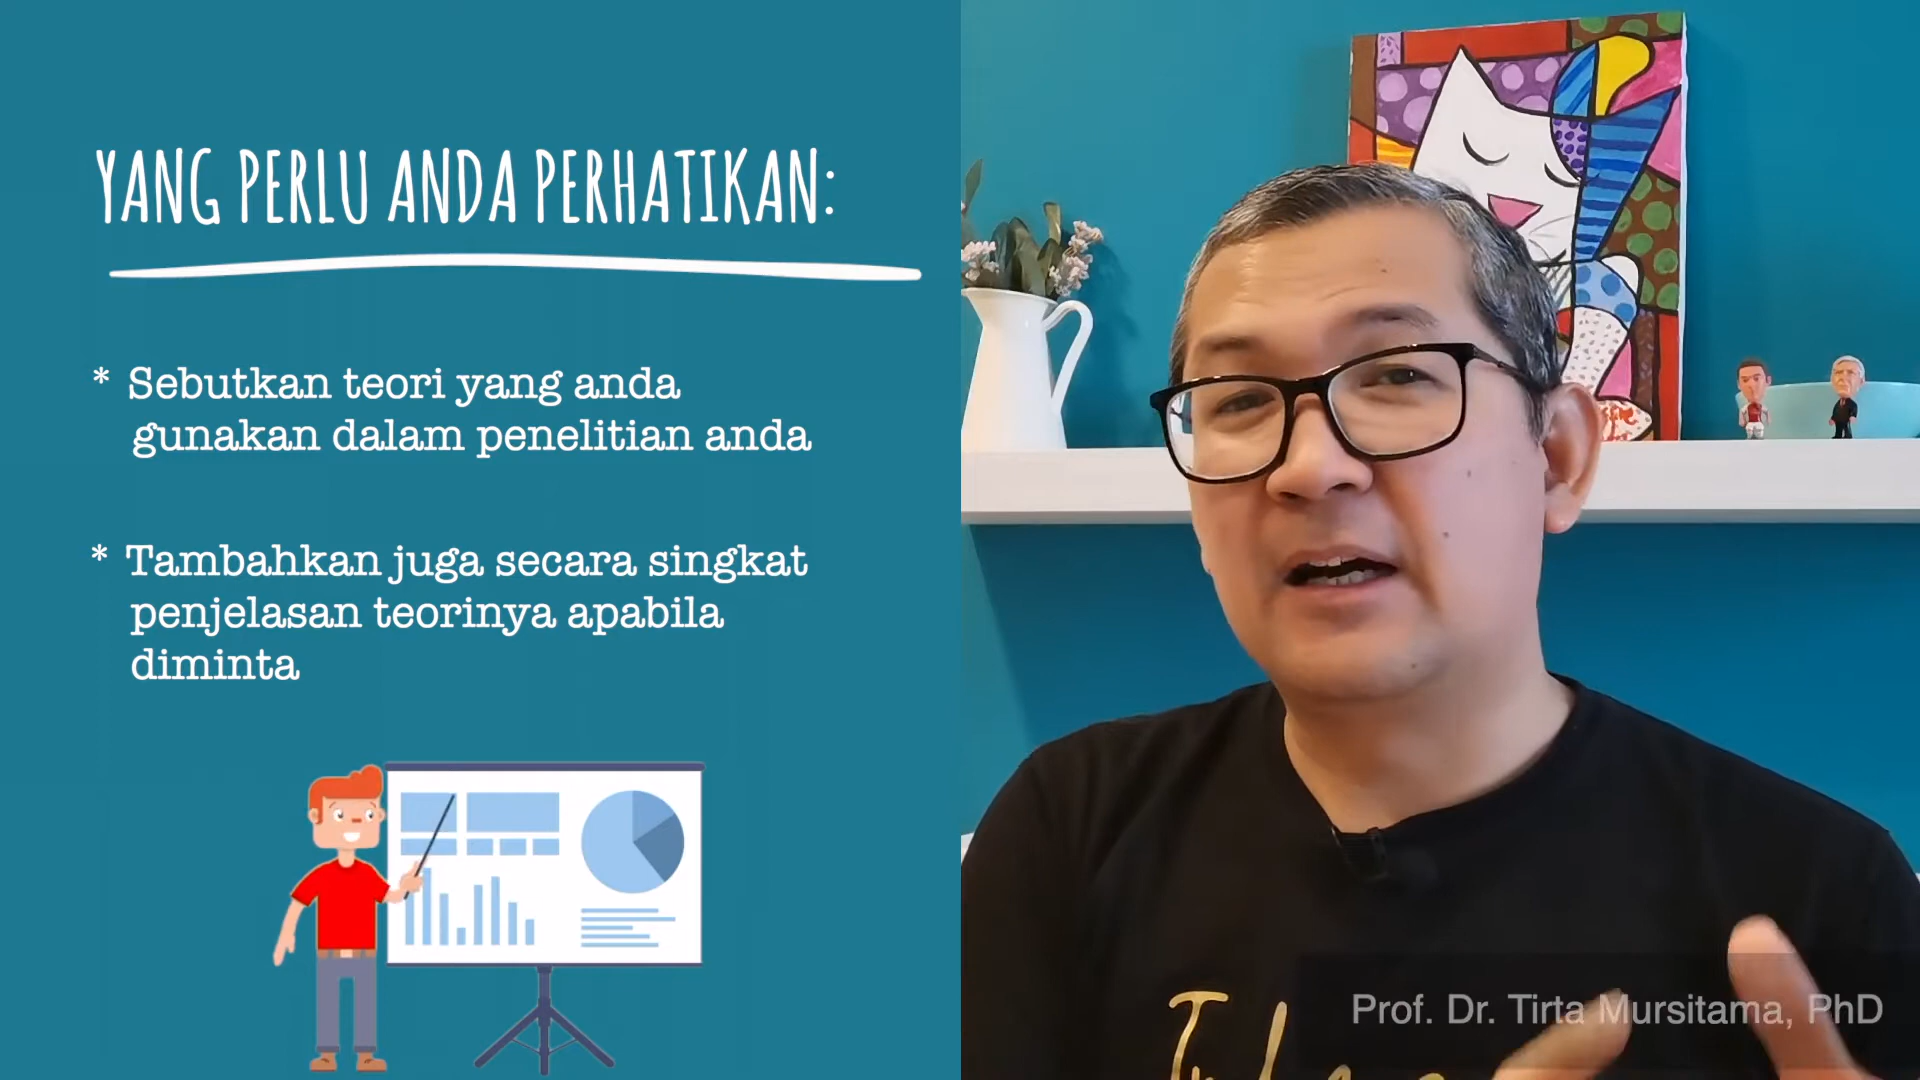 YANG PERLU ANDA PERHATIKAN:
* Sebutkan teori yang anda
gunakan dalam penelitian anda
* Tambahkan juga secara singkat
penjelasan teorinya apabila
diminta
Prof. Dr. Tirta Mursitama, PhD